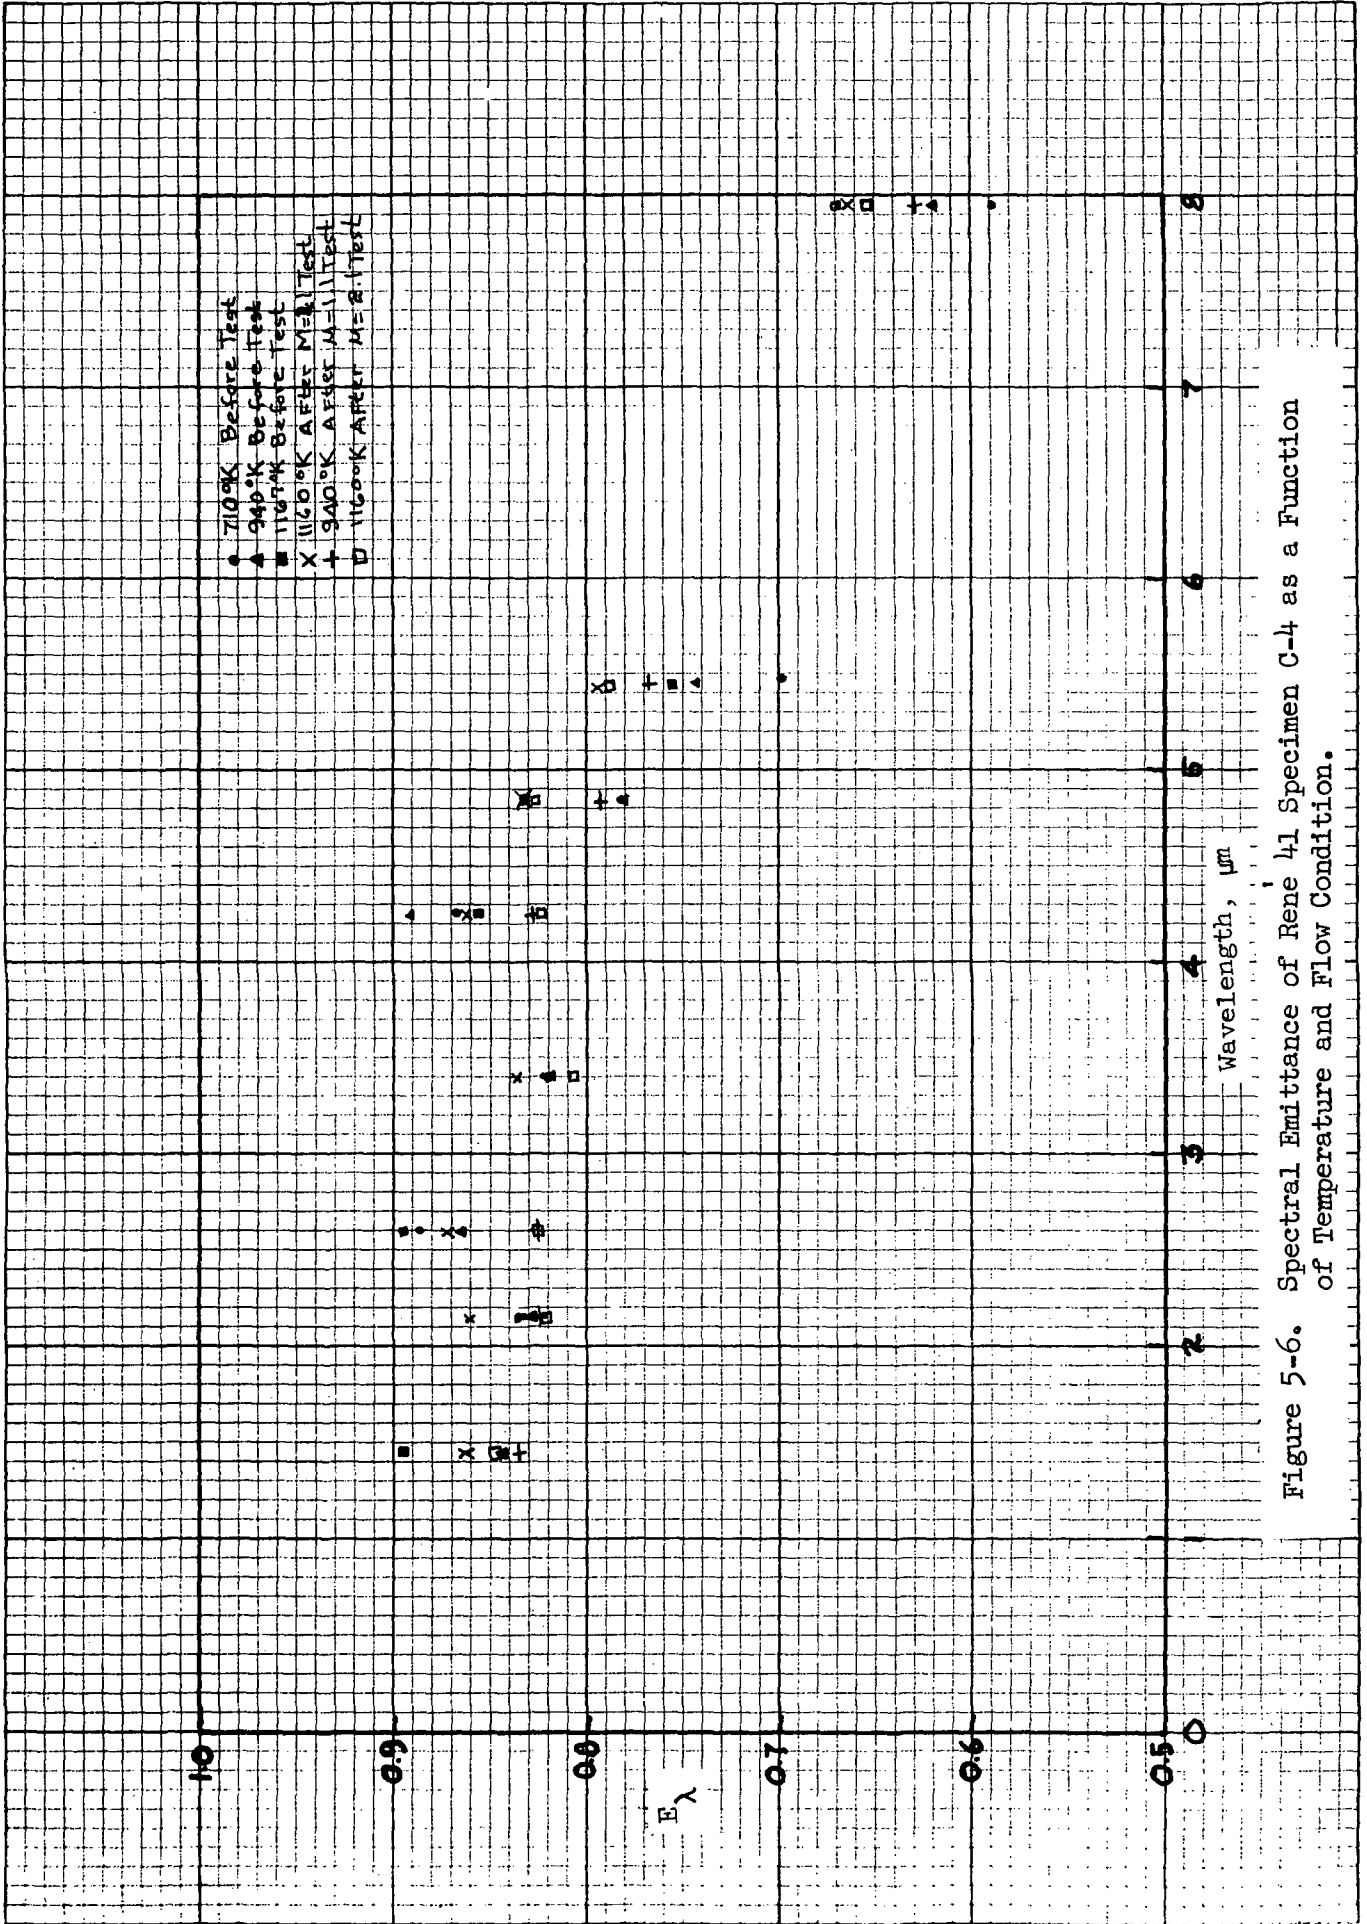 ● 710°K Before Test
▲ 940°K Before Test
■ 1167°K Before Test
X 1160°K After M= Test
+ 940°K After M=1.1 Test
□ 1160°K After M=2.1 Test
1.0
0.9
0.8
0.7
0.6
0.5
E λ
0 1 2 3 4 5 6 7 8
Wavelength, μm
Figure 5-6. Spectral Emittance of Rene' 41 Specimen C-4 as a Function
of Temperature and Flow Condition.